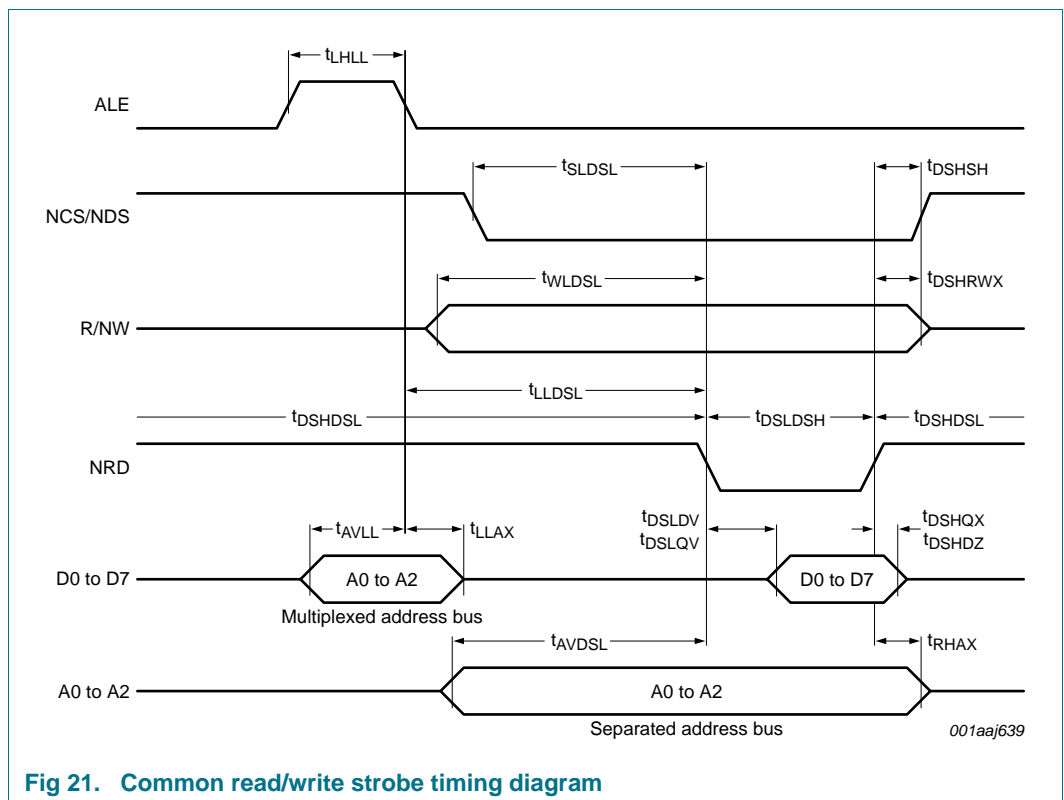 tLHLL
ALE
tSLDSL
tDSHSH
NCS/NDS
tWLDSL
tDSHRWX
R/NW
tLLDSL
tDSHDSL
tDSLDSH
tDSHDSL
NRD
tAVLL
tLLAX
tDSLDV
tDSLQV
tDSHQX
tDSHDZ
D0 to D7
A0 to A2
D0 to D7
Multiplexed address bus
tAVDSL
tRHAX
A0 to A2
A0 to A2
Separated address bus
001aaj639
Fig 21. Common read/write strobe timing diagram